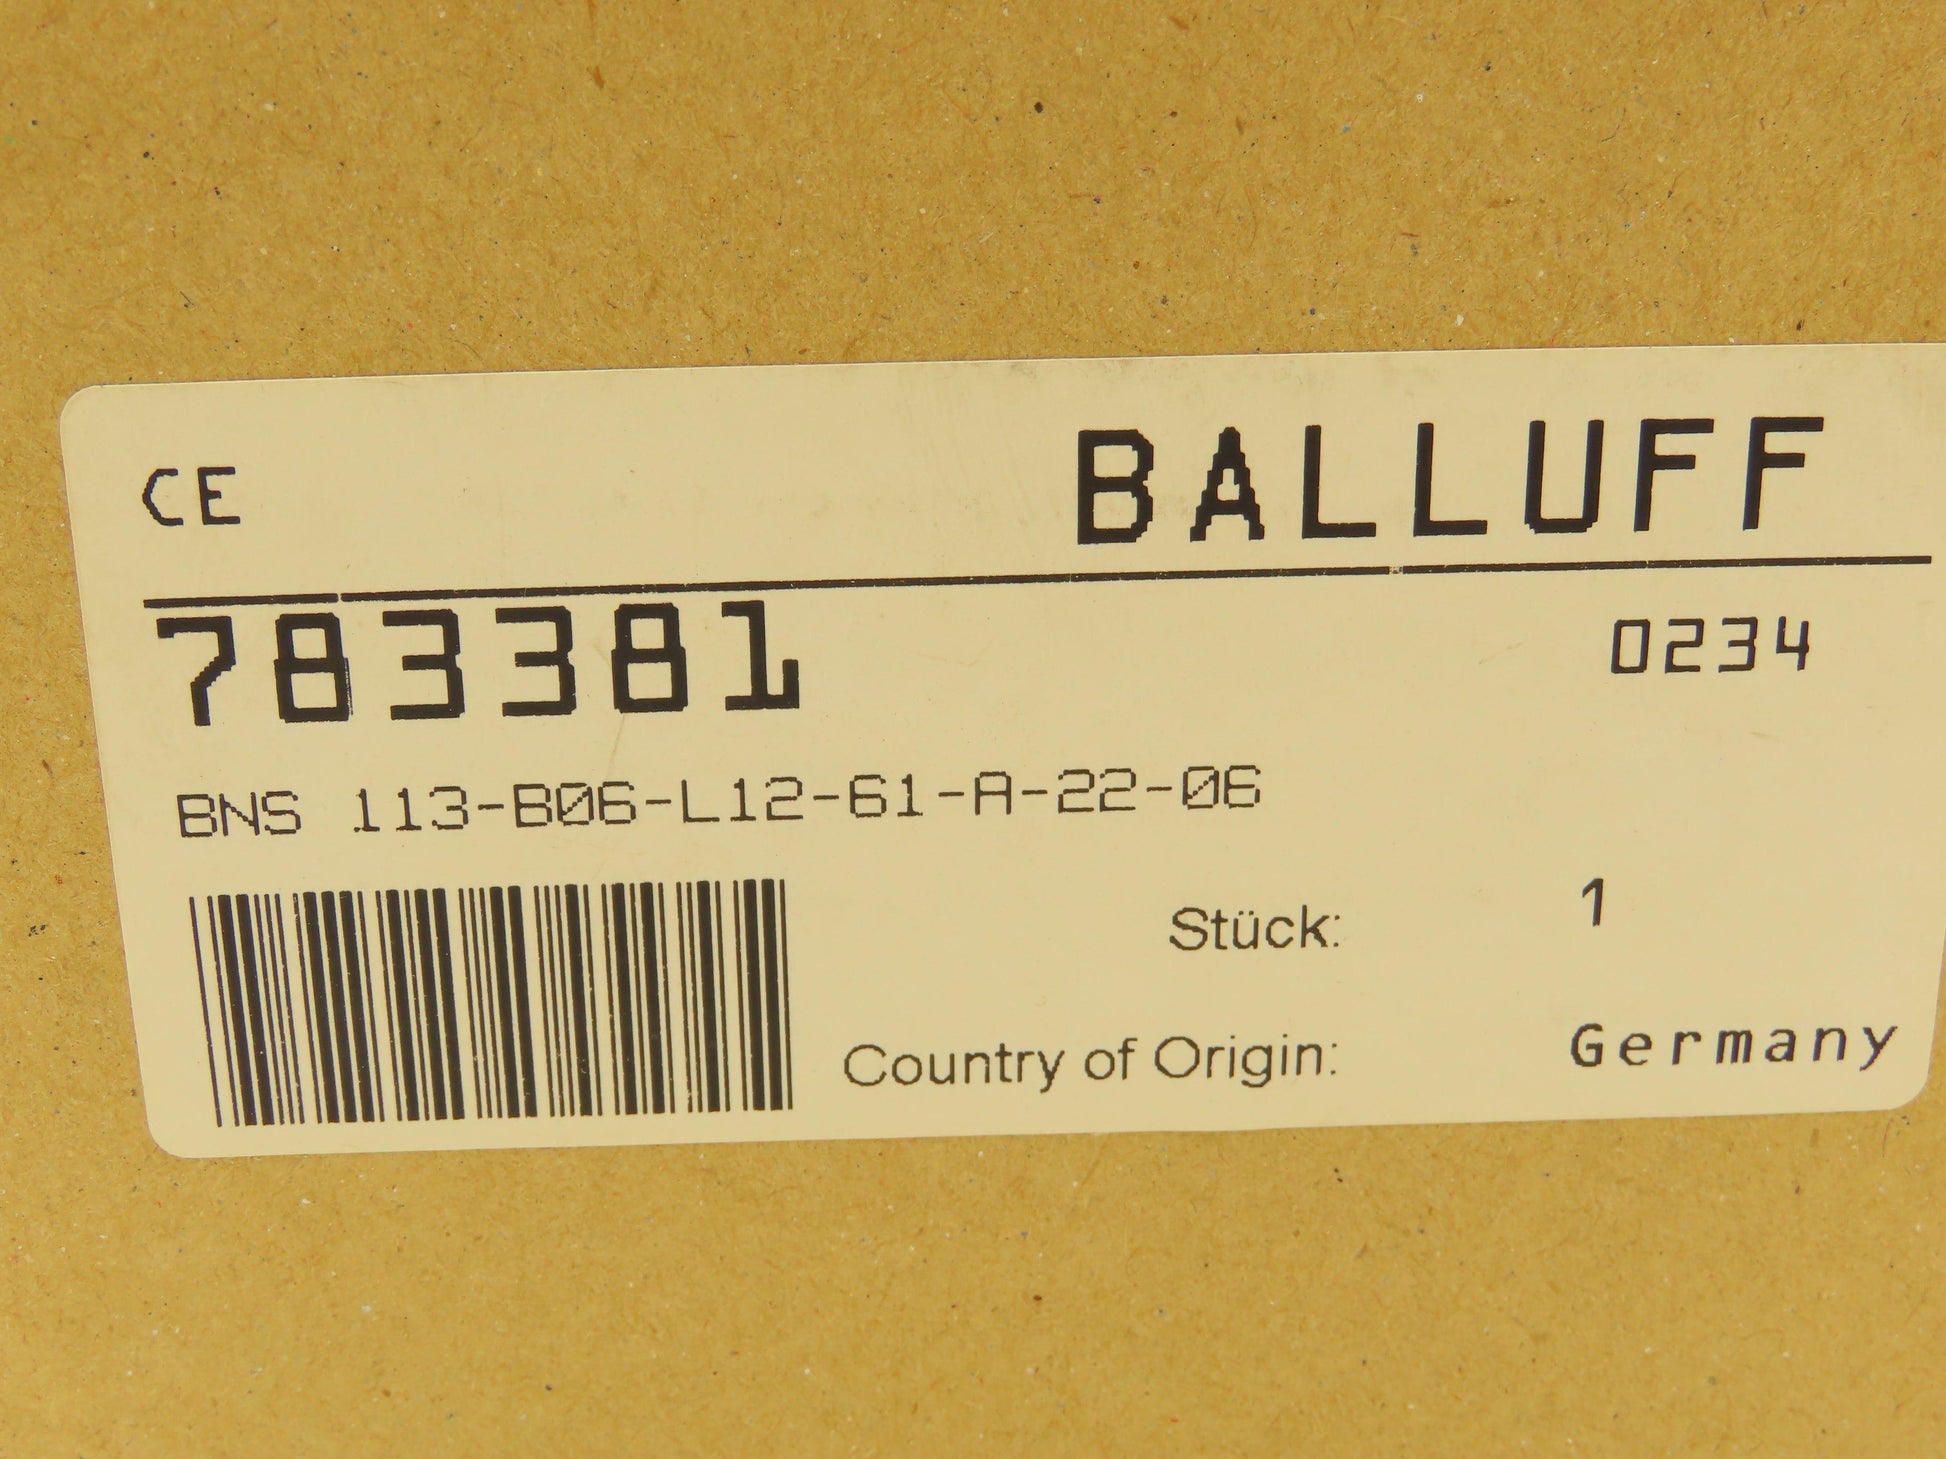 CE
BALLUFF
783381
0234
BNS 113-B06-L12-61-A-22-06
Stück: 1
Country of Origin: Germany